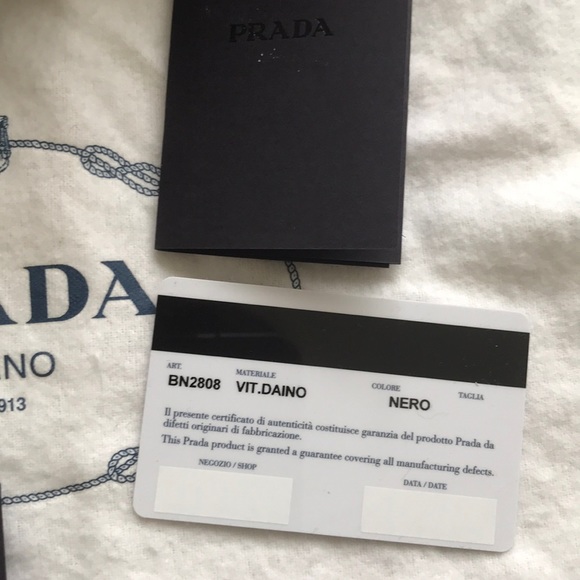 PRADA
ADA
ANO
1913
ART.
BN2808
MATERIALE
VIT.DAINO
COLORE
NERO
TAGLIA
Il presente certificato di autenticità costituisce garanzia del prodotto Prada da
difetti originari di fabbricazione.
This Prada product is granted a guarantee covering all manufacturing defects.
NEGOZIO / SHOP
DATA / DATE